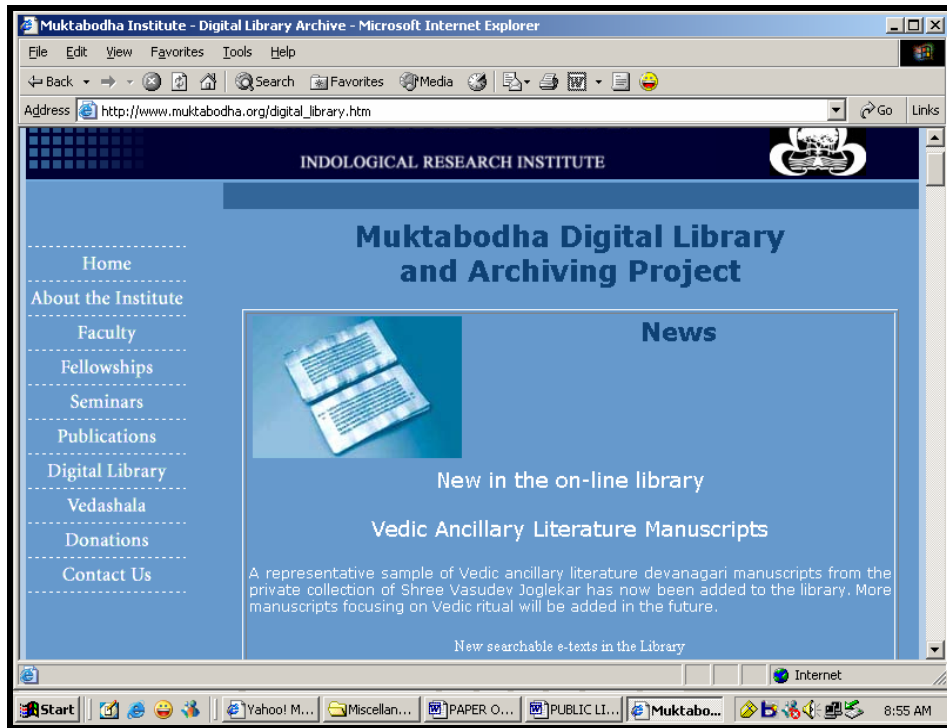 Muktabodha Institute - Digital Library Archive - Microsoft Internet Explorer
File Edit View Favorites Tools Help
Back Search Favorites Media
Address http://www.muktabodha.org/digital_library.htm Go Links
INDOLOGICAL RESEARCH INSTITUTE
Muktabodha Digital Library
and Archiving Project
Home
About the Institute
Faculty
Fellowships
Seminars
Publications
Digital Library
Vedashala
Donations
Contact Us
News
New in the on-line library
Vedic Ancillary Literature Manuscripts
A representative sample of Vedic ancillary literature devanagari manuscripts from the
private collection of Shree Vasudev Joglekar has now been added to the library. More
manuscripts focusing on Vedic ritual will be added in the future.
New searchable e-texts in the Library
Internet
Start Yahoo! M... Miscellan... PAPER O... PUBLIC LI... Muktabo... 8:55 AM